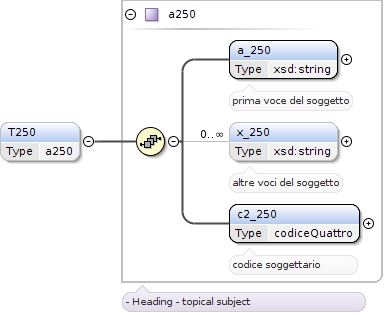 a250
a_250
Type xsd:string
prima voce del soggetto
T250
Type a250
0..∞
x_250
Type xsd:string
altre voci del soggetto
c2_250
Type codiceQuattro
codice soggettario
- Heading - topical subject